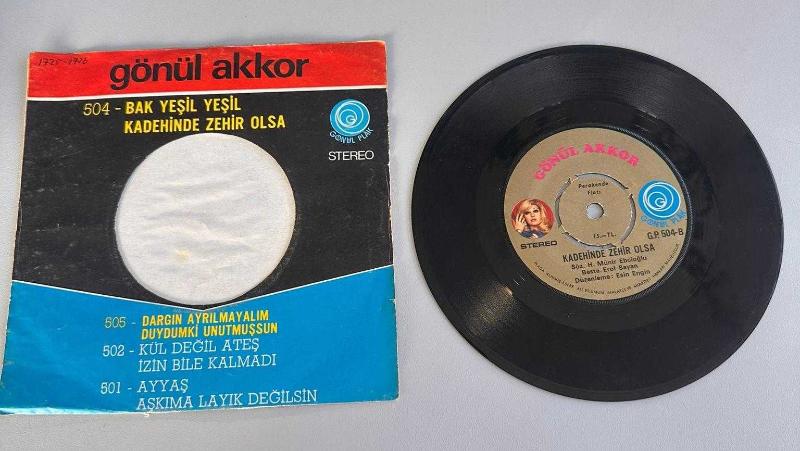 1725-1726
gönül akkor
504 - BAK YEŞİL YEŞİL
KADEHİNDE ZEHİR OLSA
G
GÖNÜL PLAK
STEREO
505 - DARGIN AYRILMAYALIM
DUYDUMKİ UNUTMUŞSUN
502 - KÜL DEĞİL ATEŞ
İZİN BİLE KALMADI
501 - AYYAŞ
AŞKIMA LAYIK DEĞİLSİN
GÖNÜL AKKOR
Perakende
Fiatı
15.-TL.
G
GÖNÜL PLAK
STEREO
G.P. 504-B
KADEHİNDE ZEHİR OLSA
Söz. H. Münir Ebcioğlu
Beste: Erol Sayan
Düzenleme: Esin Engin